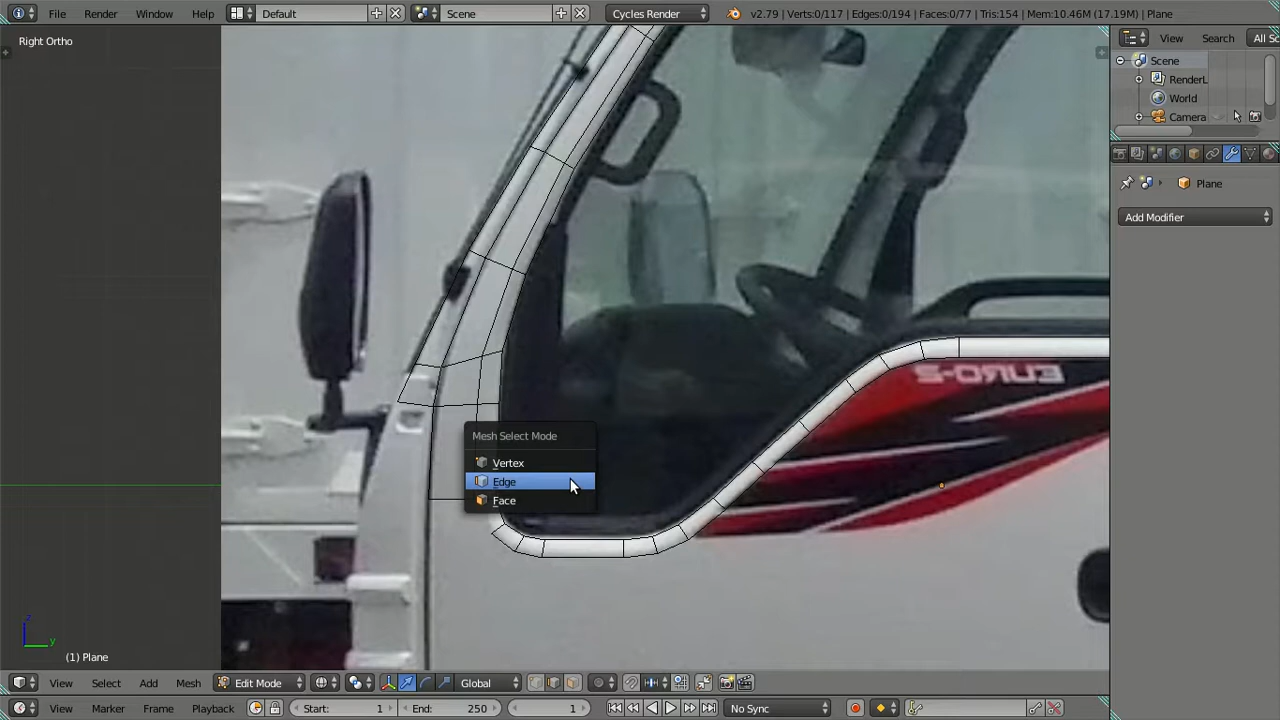 File Render Window Help Default Scene Cycles Render v2.79 | Verts:0/117 | Edges:0/194 | Faces:0/77 | Tris:154 | Mem:10.46M (17.19M) | Plane
Right Ortho
View Search All Sc
Scene
RenderL
World
Camera
Plane
Add Modifier
EURO-2
Mesh Select Mode
Vertex
Edge
Face
z
y
(1) Plane
View Select Add Mesh Edit Mode Global
View Marker Frame Playback Start: 1 End: 250 1 No Sync